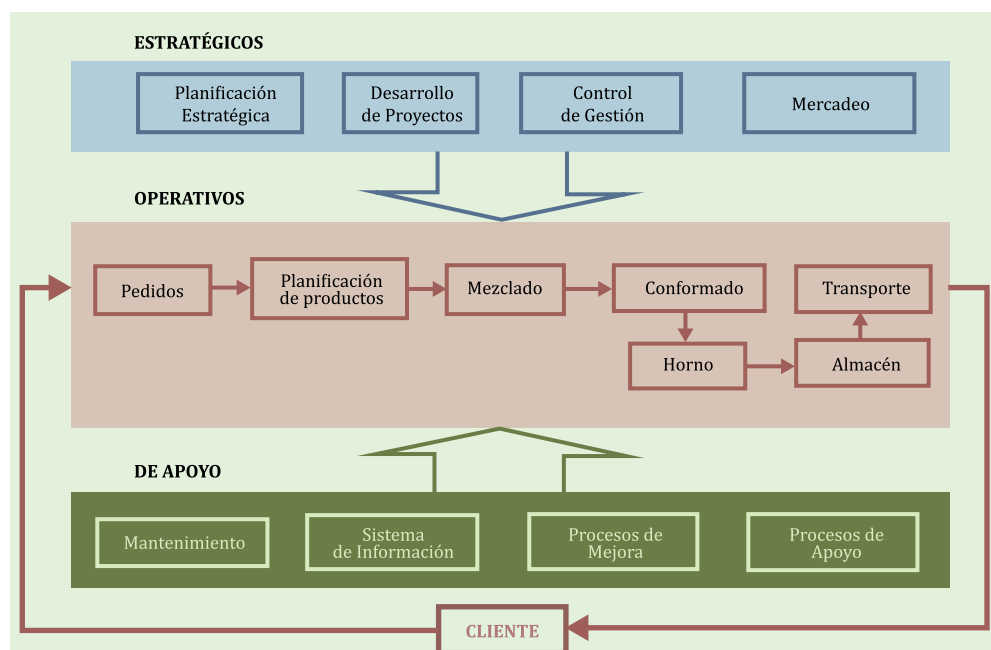 ESTRATÉGICOS
Planificación
Estratégica
Desarrollo
de Proyectos
Control
de Gestión
Mercadeo
OPERATIVOS
Pedidos
Planificación
de productos
Mezclado
Conformado
Transporte
Horno
Almacén
DE APOYO
Mantenimiento
Sistema
de Información
Procesos de
Mejora
Procesos de
Apoyo
CLIENTE